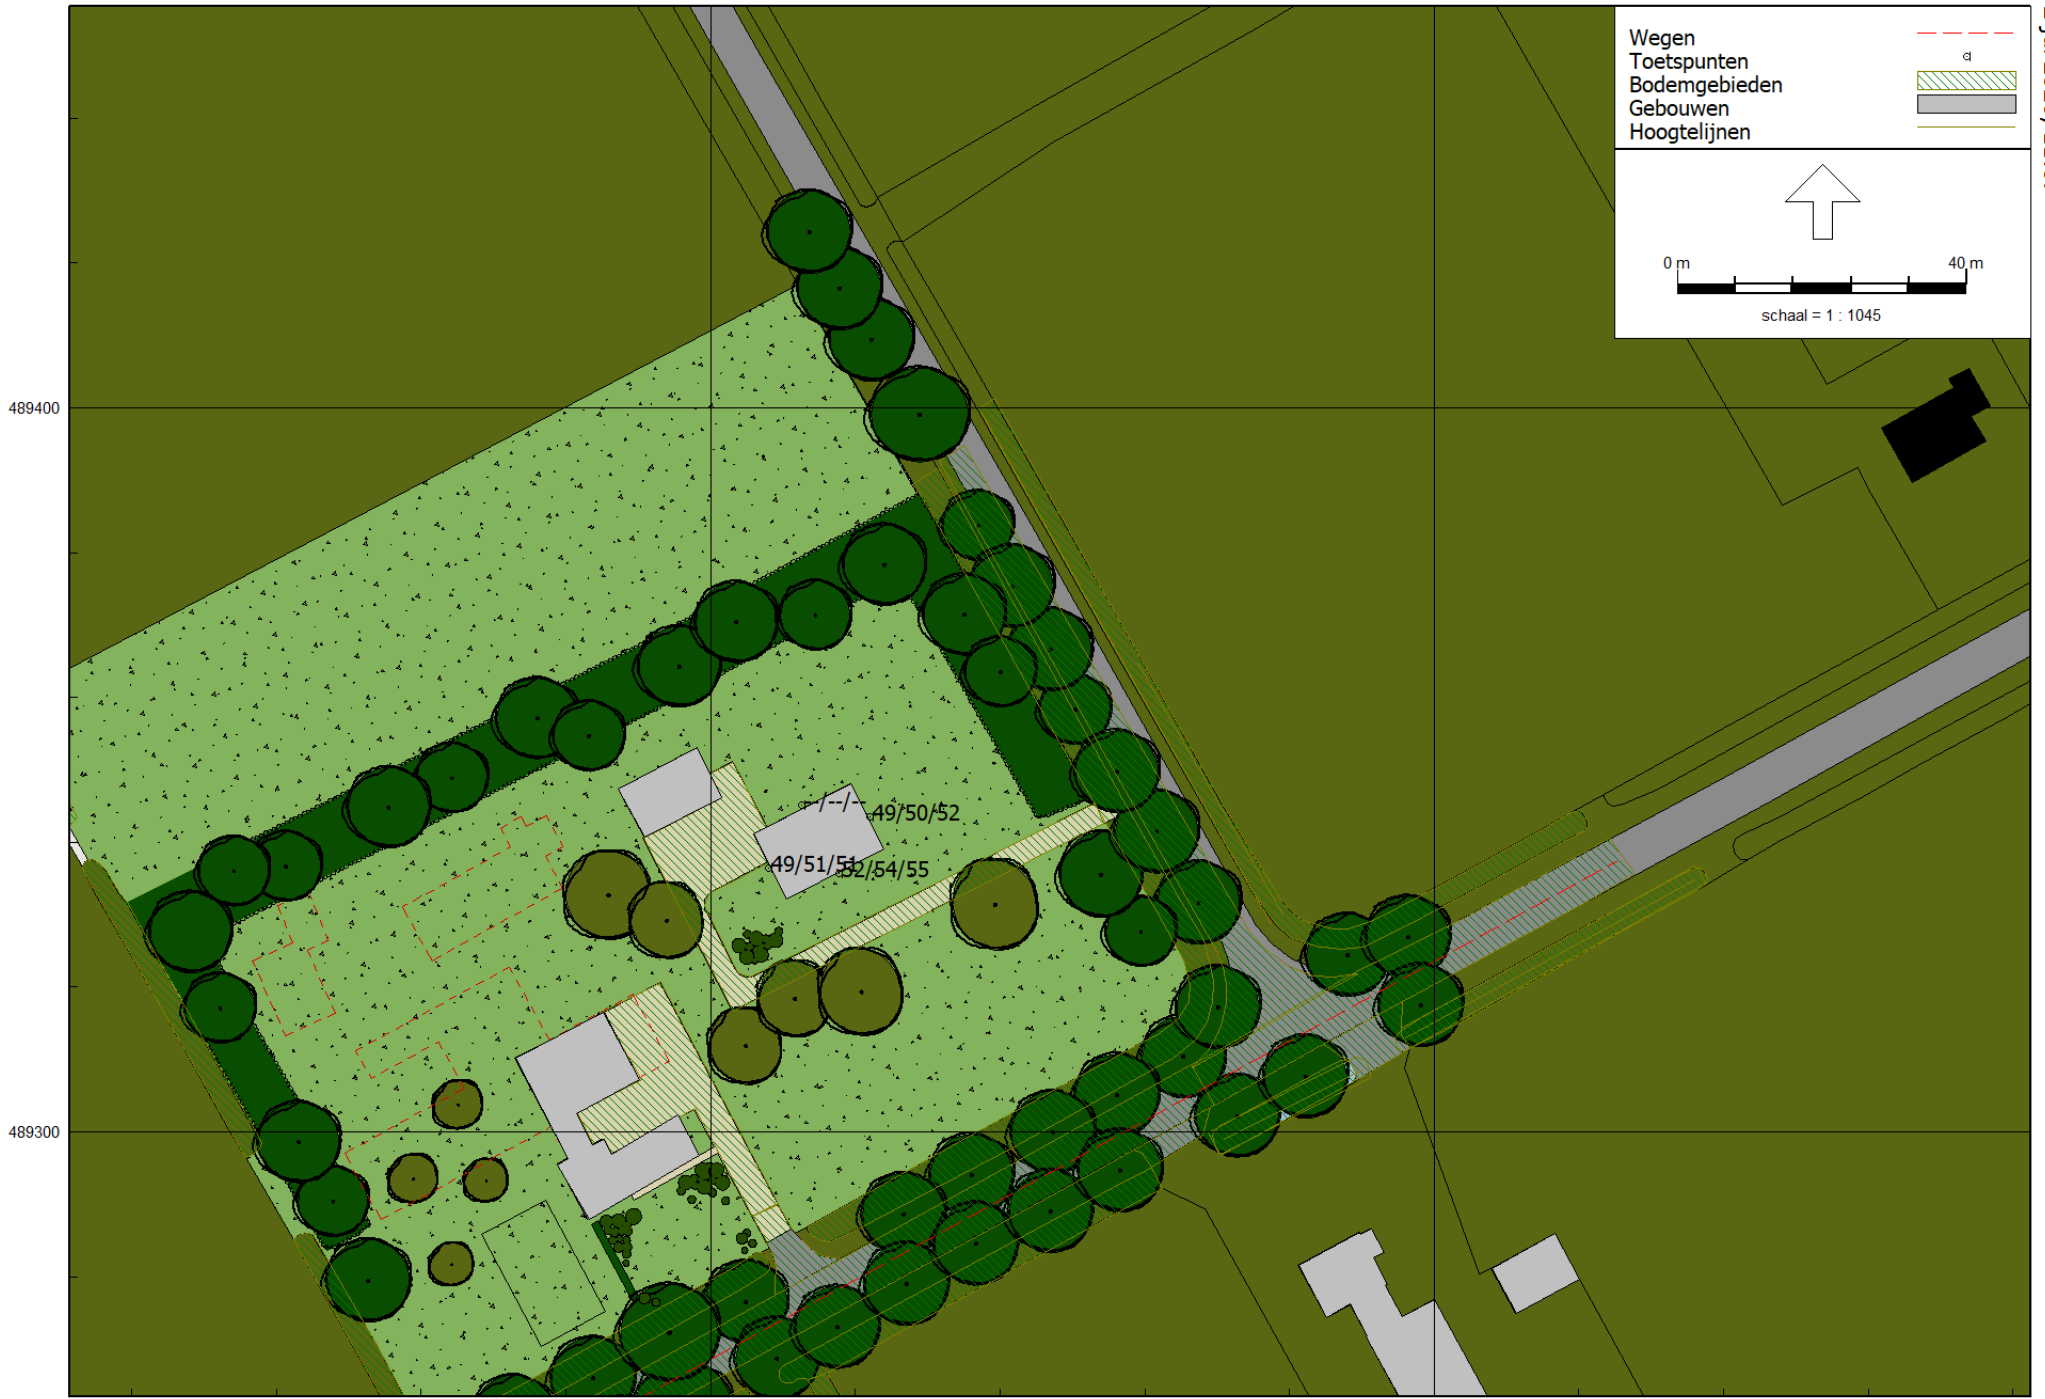 Wegen
Toetspunten
Bodemgebieden
Gebouwen
Hoogtelijnen
0 m 40 m
schaal = 1 : 1045
489400
--/--/--
49/50/52
49/51/51
52/54/55
489300